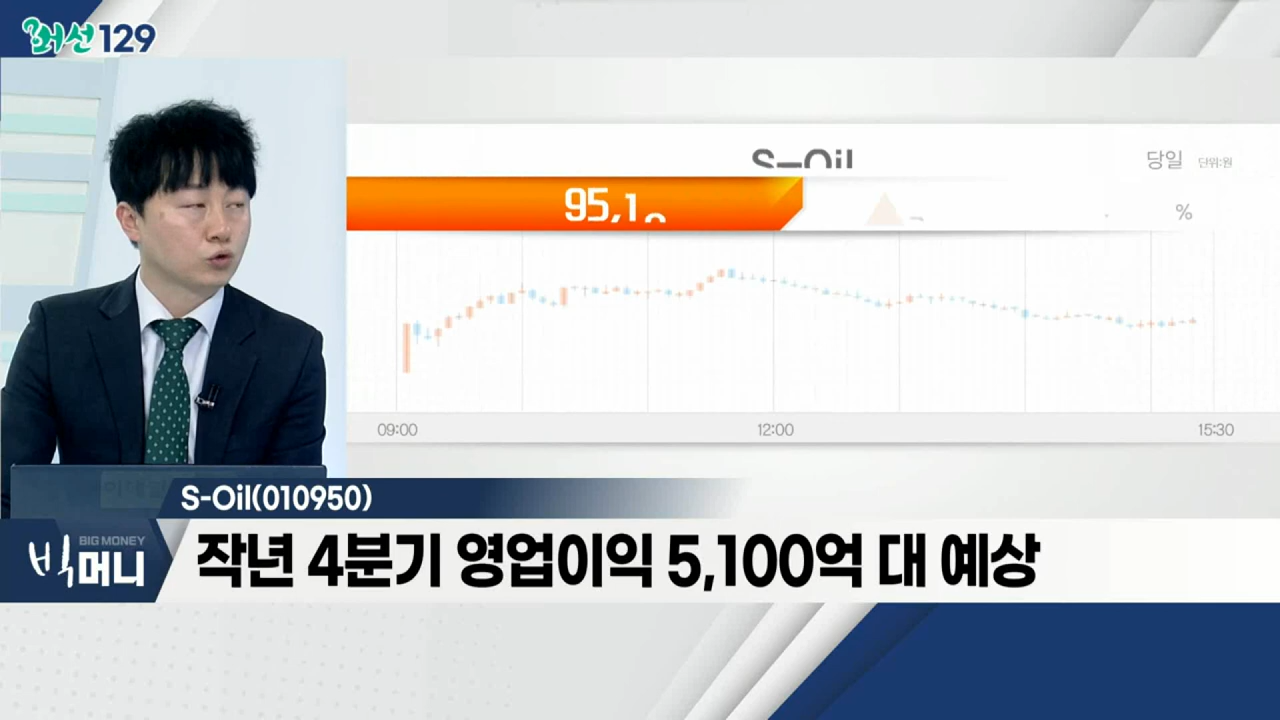 머선129
S-Oil
당일 단위:원
%
09:00 12:00 15:30
S-Oil(010950)
BIG MONEY
빅머니
작년 4분기 영업이익 5,100억 대 예상